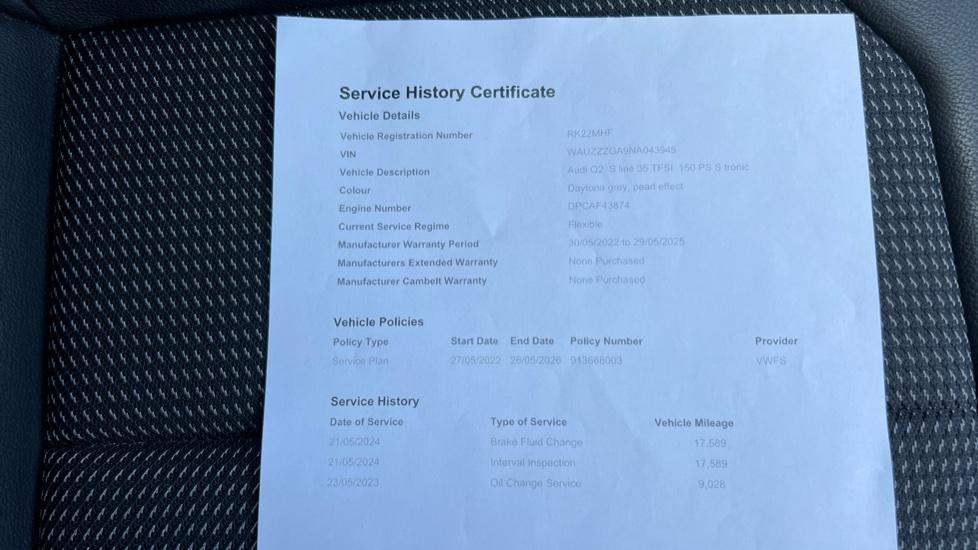 Service History Certificate
Vehicle Details
Vehicle Registration Number RK22MHF
VIN WAUZZZGA9NA043945
Vehicle Description Audi Q2, S line 35 TFSI 150 PS S tronic
Colour Daytona grey, pearl effect
Engine Number DPCAF43874
Current Service Regime Flexible
Manufacturer Warranty Period 30/05/2022 to 29/05/2025
Manufacturers Extended Warranty None Purchased
Manufacturer Cambelt Warranty None Purchased
Vehicle Policies
Policy Type Start Date End Date Policy Number Provider
Service Plan 27/05/2022 26/05/2026 913668003 VWFS
Service History
Date of Service Type of Service Vehicle Mileage
21/05/2024 Brake Fluid Change 17,589
21/05/2024 Interval Inspection 17,589
23/05/2023 Oil Change Service 9,028